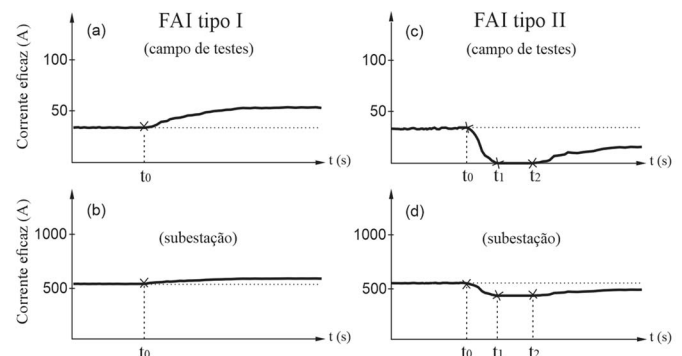 FAI tipo I
(a)
(campo de testes)
Corrente eficaz (A)
100
50
t (s)
t0
FAI tipo II
(c)
(campo de testes)
100
50
t (s)
t0
t1
t2
(b)
(subestação)
Corrente eficaz (A)
1000
500
t (s)
t0
(d)
(subestação)
1000
500
t (s)
t0
t1
t2